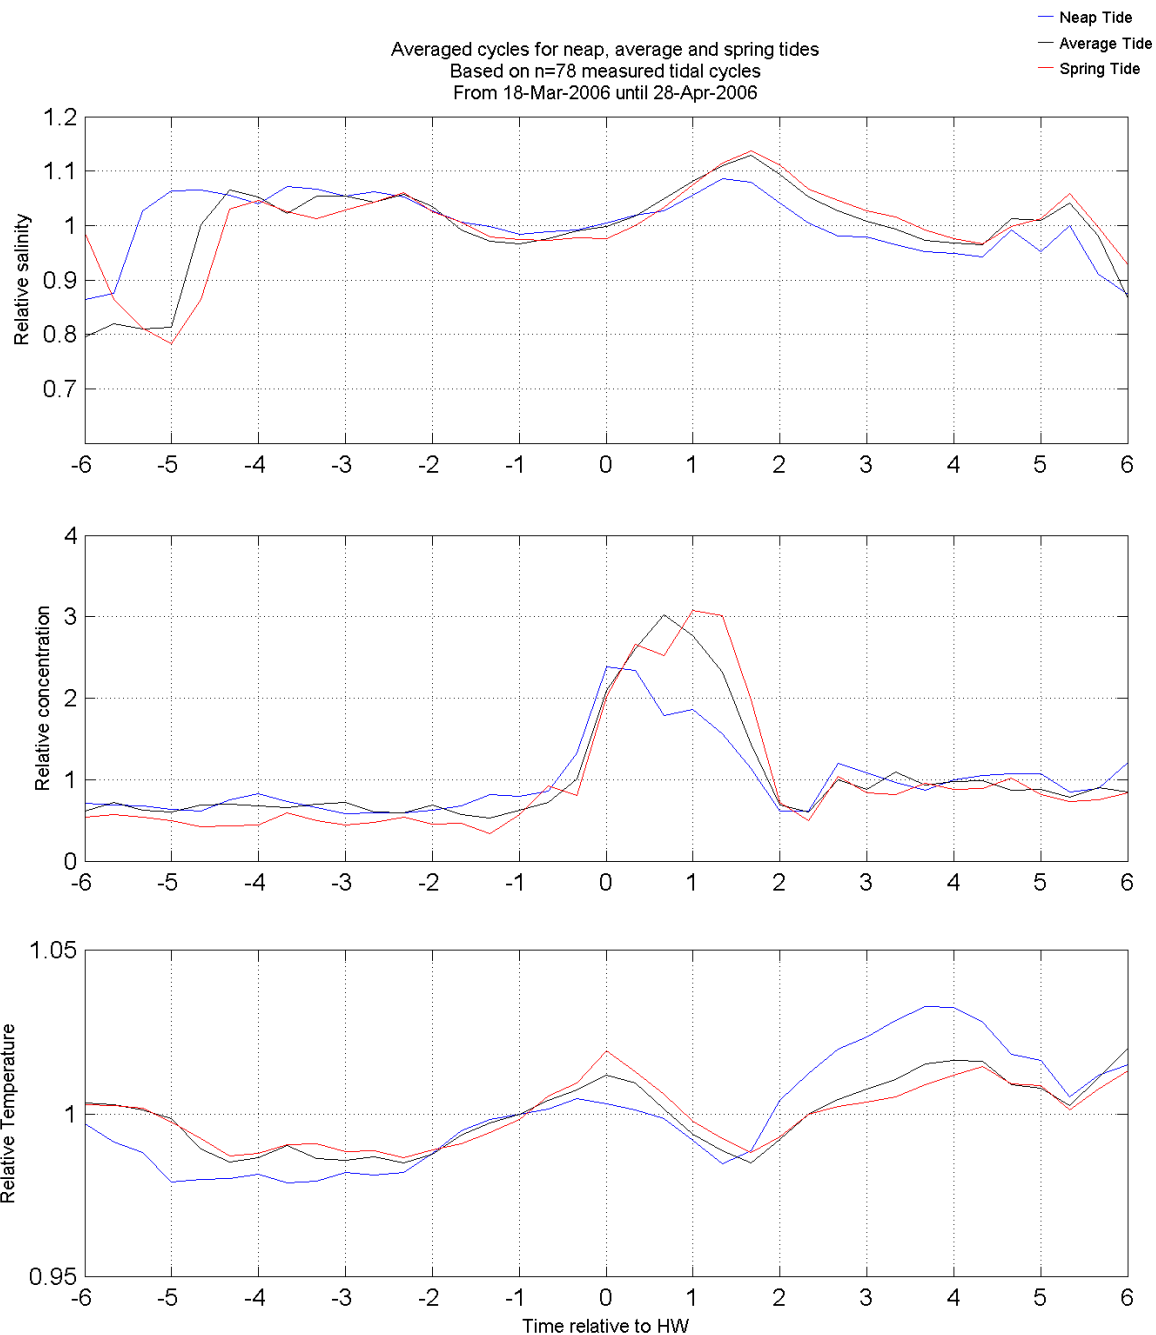 Neap Tide
Average Tide
Spring Tide
Averaged cycles for neap, average and spring tides
Based on n=78 measured tidal cycles
From 18-Mar-2006 until 28-Apr-2006
Relative salinity
1.2
1.1
1
0.9
0.8
0.7
-6 -5 -4 -3 -2 -1 0 1 2 3 4 5 6
Relative concentration
4
3
2
1
0
-6 -5 -4 -3 -2 -1 0 1 2 3 4 5 6
Relative Temperature
1.05
1
0.95
-6 -5 -4 -3 -2 -1 0 1 2 3 4 5 6
Time relative to HW